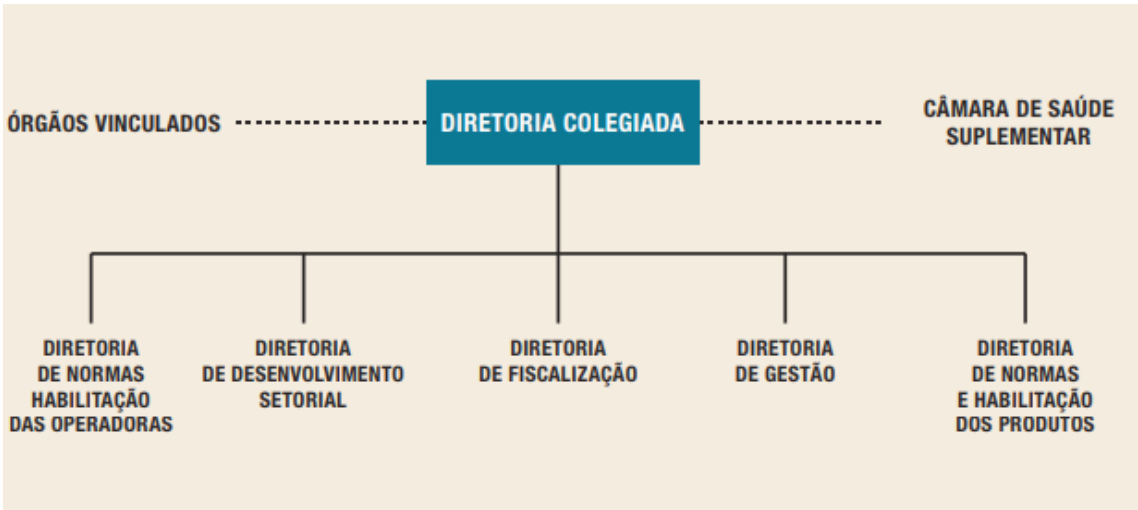 ÓRGÃOS VINCULADOS
DIRETORIA COLEGIADA
CÂMARA DE SAÚDE
SUPLEMENTAR
DIRETORIA
DE NORMAS
HABILITAÇÃO
DAS OPERADORAS
DIRETORIA
DE DESENVOLVIMENTO
SETORIAL
DIRETORIA
DE FISCALIZAÇÃO
DIRETORIA
DE GESTÃO
DIRETORIA
DE NORMAS
E HABILITAÇÃO
DOS PRODUTOS